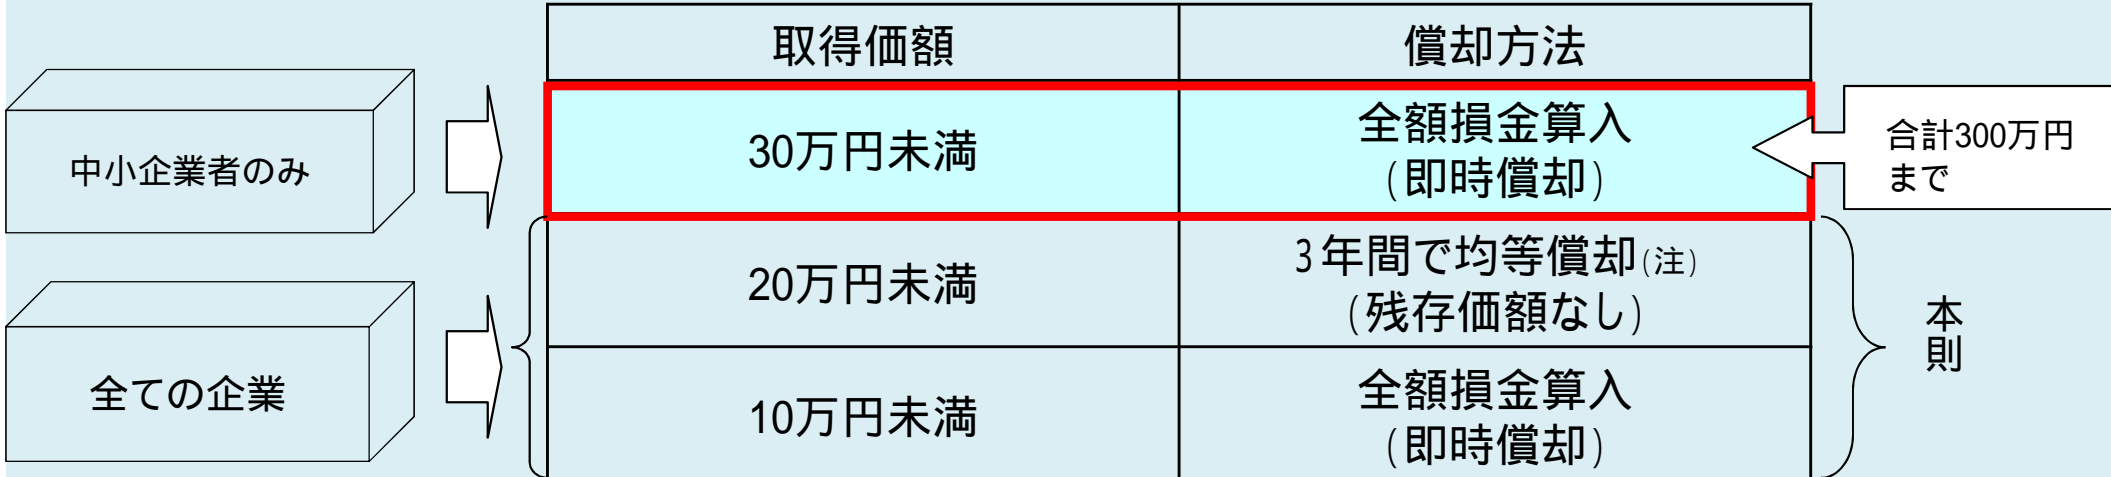 取得価額
償却方法
中小企業者のみ
30万円未満
全額損金算入
(即時償却)
合計300万円
まで
全ての企業
20万円未満
3年間で均等償却(注)
(残存価額なし)
10万円未満
全額損金算入
(即時償却)
本則